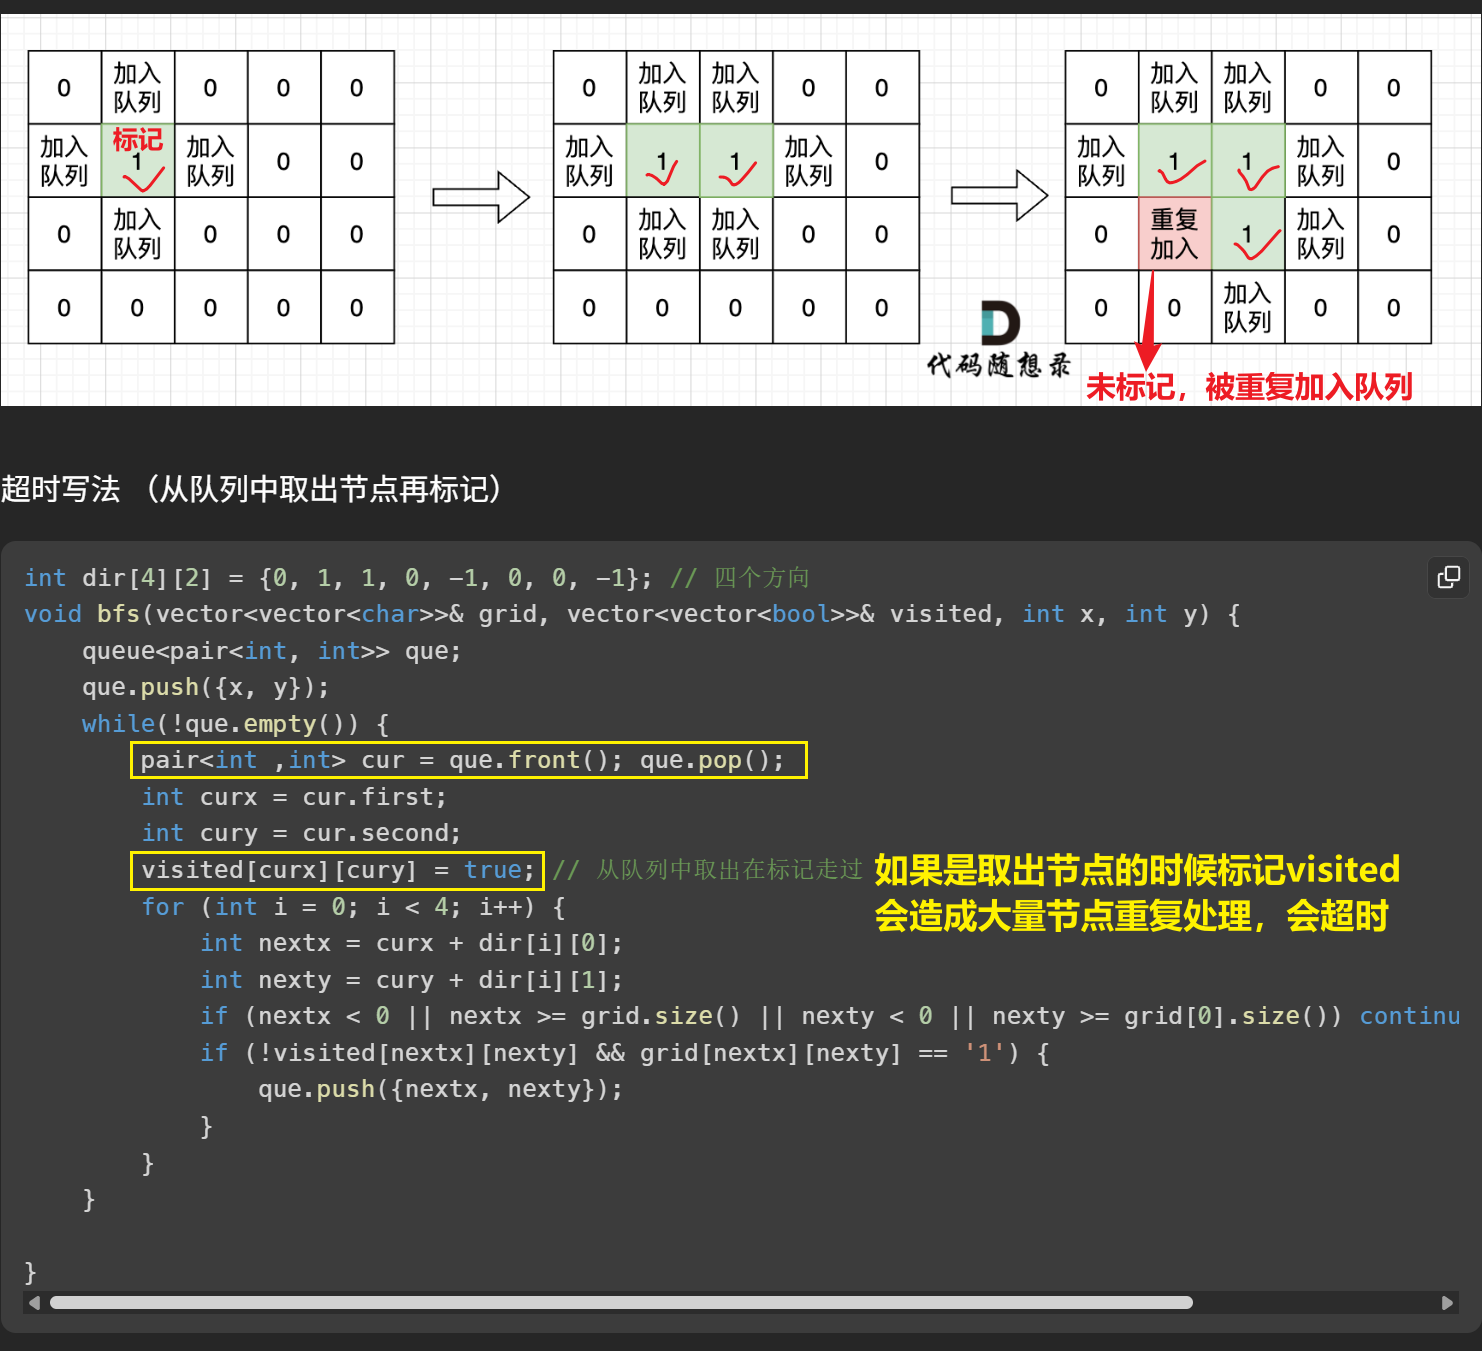 0 加入队列 0 0 0
加入队列 标记 1 加入队列 0 0
0 加入队列 0 0 0
0 0 0 0 0
0 加入队列 加入队列 0 0
加入队列 1 1 加入队列 0
0 加入队列 加入队列 0 0
0 0 0 0 0
0 加入队列 加入队列 0 0
加入队列 1 1 加入队列 0
0 重复加入 1 加入队列 0
0 0 加入队列 0 0
代码随想录
未标记，被重复加入队列
超时写法 （从队列中取出节点再标记）
int dir[4][2] = {0, 1, 1, 0, -1, 0, 0, -1}; // 四个方向
void bfs(vector<vector<char>>& grid, vector<vector<bool>>& visited, int x, int y) {
    queue<pair<int, int>> que;
    que.push({x, y});
    while(!que.empty()) {
        pair<int ,int> cur = que.front(); que.pop();
        int curx = cur.first;
        int cury = cur.second;
        visited[curx][cury] = true; // 从队列中取出在标记走过
如果是取出节点的时候标记visited
会造成大量节点重复处理，会超时
        for (int i = 0; i < 4; i++) {
            int nextx = curx + dir[i][0];
            int nexty = cury + dir[i][1];
            if (nextx < 0 || nextx >= grid.size() || nexty < 0 || nexty >= grid[0].size()) continu
            if (!visited[nextx][nexty] && grid[nextx][nexty] == '1') {
                que.push({nextx, nexty});
            }
        }
    }
}